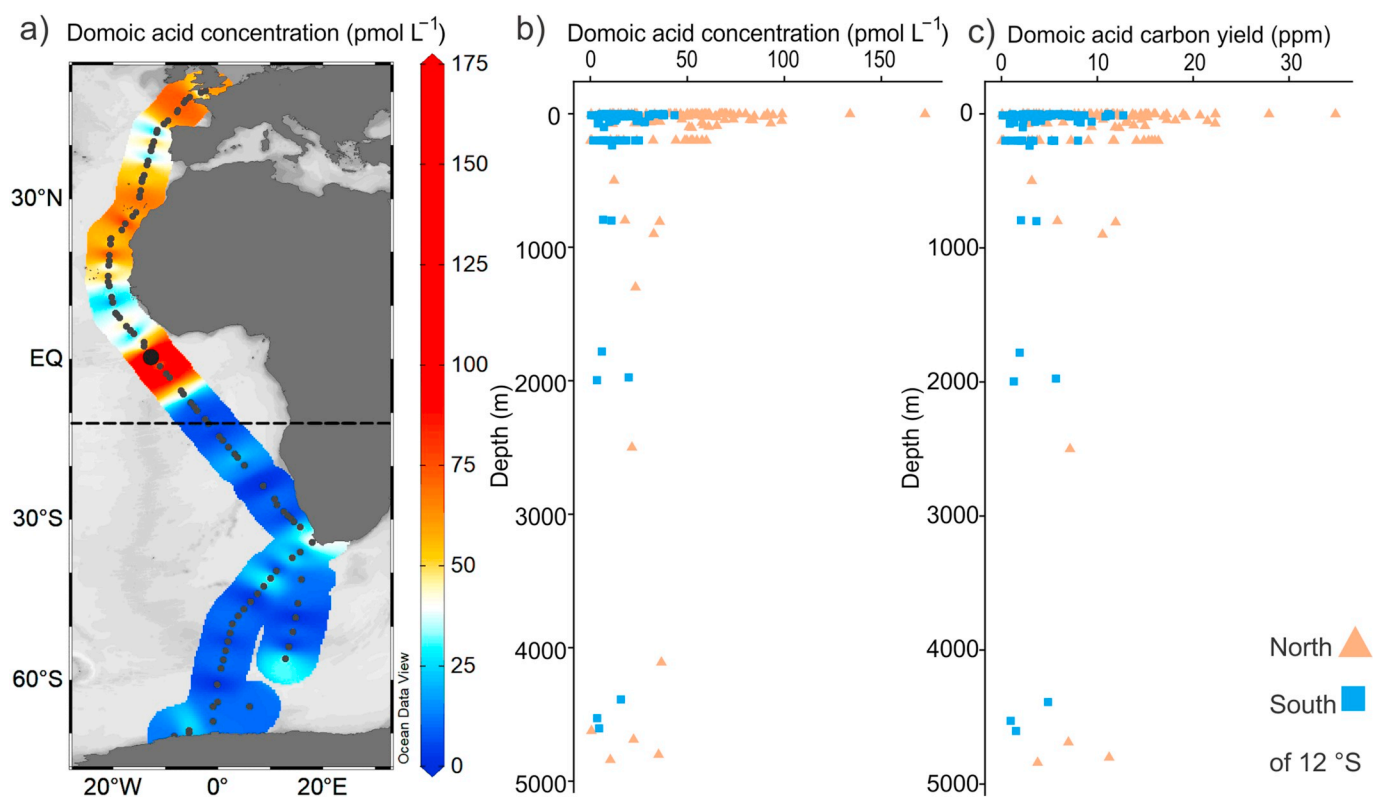 a) Domoic acid concentration (pmol L⁻¹)
175
150
125
100
75
50
25
0
30°N
EQ
30°S
60°S
20°W
0°
20°E
Ocean Data View
b) Domoic acid concentration (pmol L⁻¹)
0
50
100
150
0
1000
2000
3000
4000
5000
Depth (m)
c) Domoic acid carbon yield (ppm)
0
10
20
30
0
1000
2000
3000
4000
5000
Depth (m)
North
South
of 12 °S